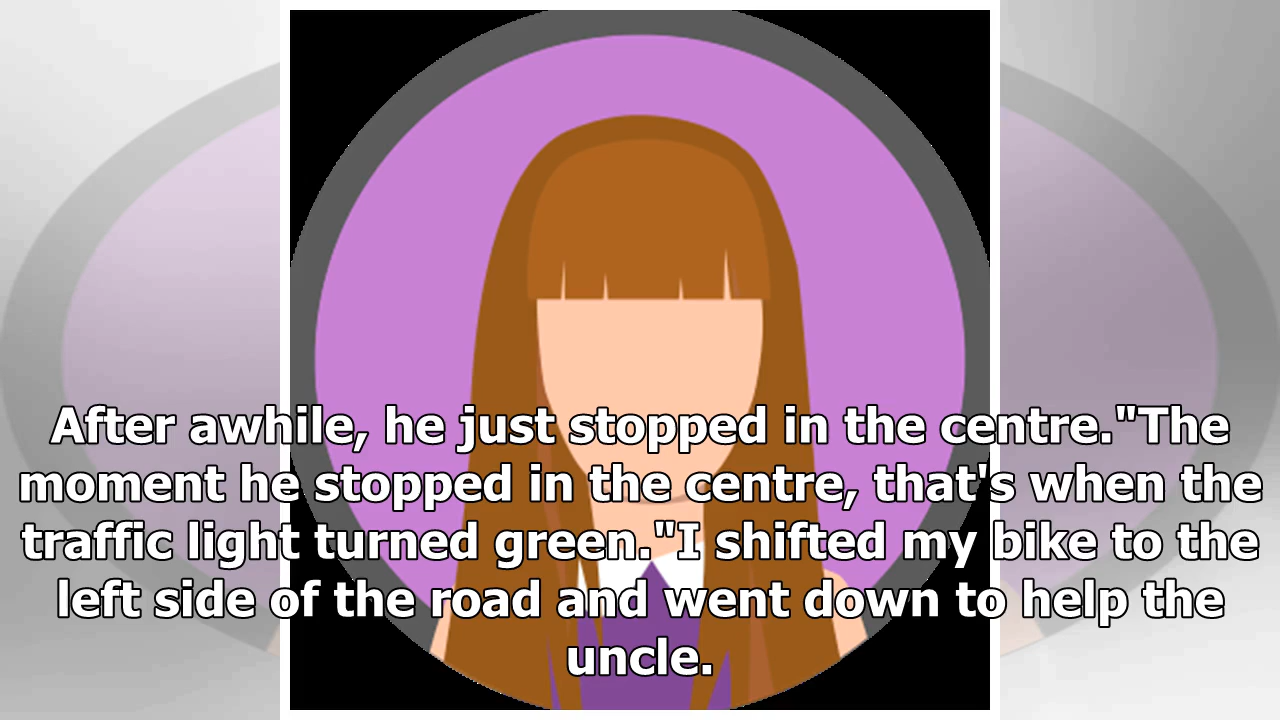 After awhile, he just stopped in the centre."The
moment he stopped in the centre, that's when the
traffic light turned green."I shifted my bike to the
left side of the road and went down to help the
uncle.